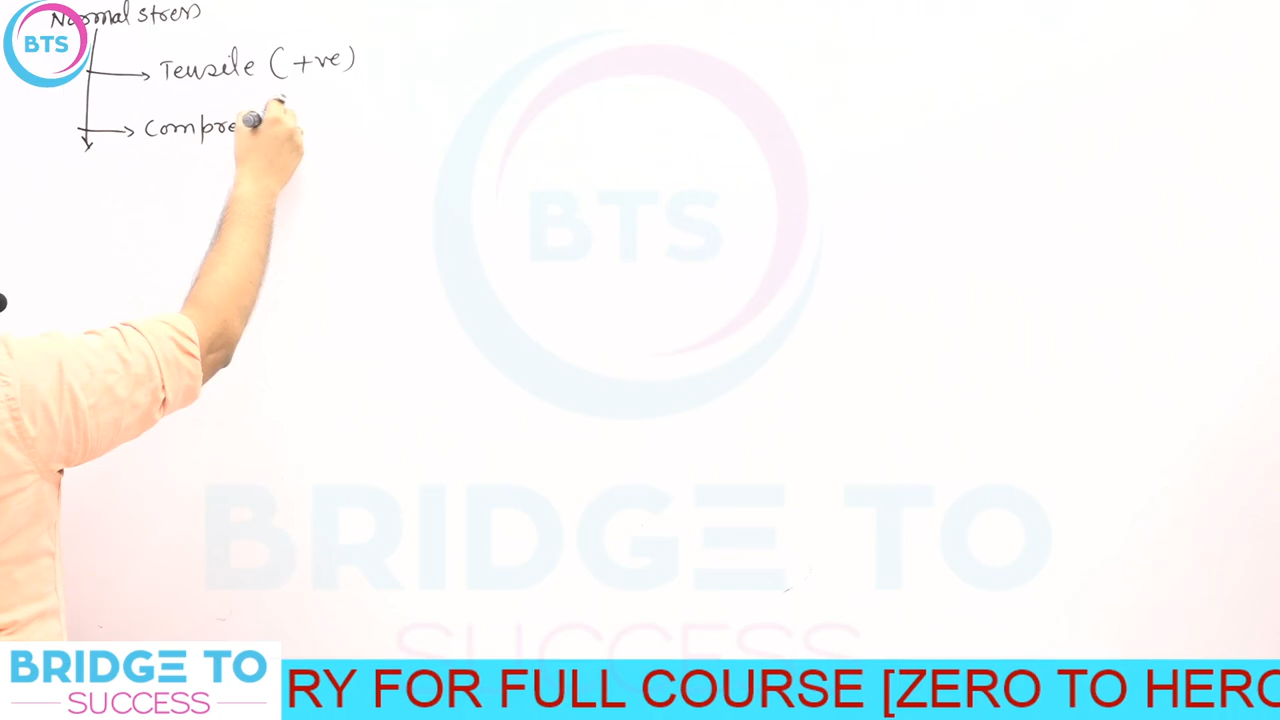 Normal stress
BTS
→ Tensile (+ve)
→ Compre
BTS
BRIDGE TO
SUCCESS
BRIDGE TO
SUCCESS
RY FOR FULL COURSE [ZERO TO HERO